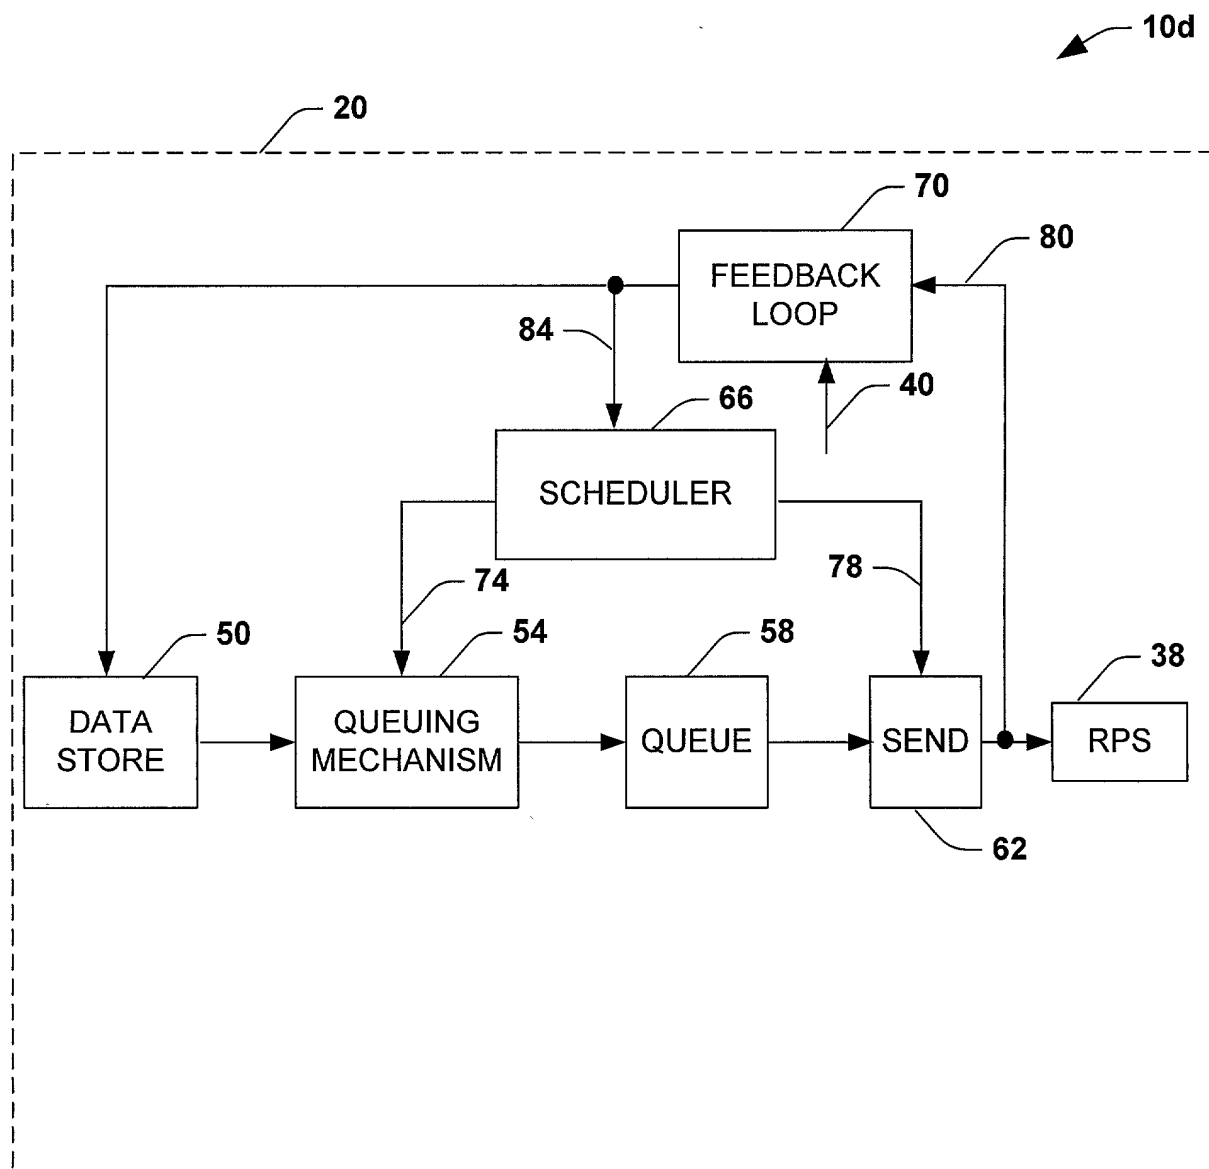 10d
20
70
80
FEEDBACK
LOOP
84
40
66
SCHEDULER
74
78
50
54
58
38
DATA
STORE
QUEUING
MECHANISM
QUEUE
SEND
RPS
62